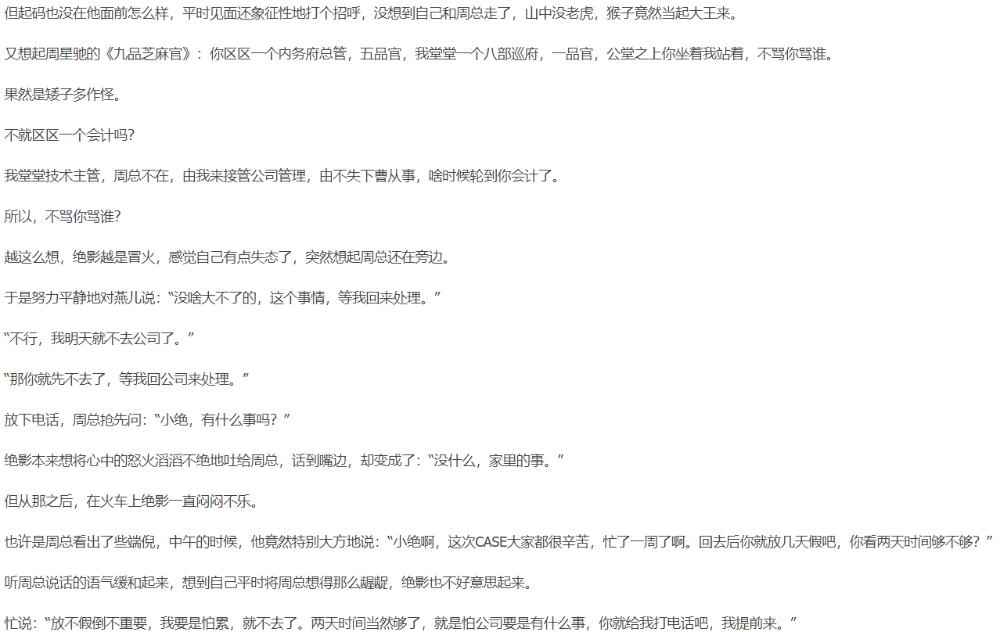 但起码也没在他面前怎么样，平时见面还象征性地打个招呼，没想到自己和周总走了，山中没老虎，猴子竟然当起大王来。
又想起周星驰的《九品芝麻官》：你区区一个内务府总管，五品官，我堂堂一个八部巡府，一品官，公堂之上你坐着我站着，不骂你骂谁。
果然是矮子多作怪。
不就区区一个会计吗？
我堂堂技术主管，周总不在，由我来接管公司管理，由不失下曹从事，啥时候轮到你会计了。
所以，不骂你骂谁？
越这么想，绝影越是冒火，感觉自己有点失态了，突然想起周总还在旁边。
于是努力平静地对燕儿说：“没啥大不了的，这个事情，等我回来处理。”
“不行，我明天就不去公司了。”
“那你就先不去了，等我回公司来处理。”
放下电话，周总抢先问：“小绝，有什么事吗？”
绝影本来想将心中的怒火滔滔不绝地吐给周总，话到嘴边，却变成了：“没什么，家里的事。”
但从那之后，在火车上绝影一直闷闷不乐。
也许是周总看出了些端倪，中午的时候，他竟然特别大方地说：“小绝啊，这次CASE大家都很辛苦，忙了一周了啊。回去后你就放几天假吧，你看两天时间够不够？”
听周总说话的语气缓和起来，想到自己平时将周总想得那么龌龊，绝影也不好意思起来。
忙说：“放不假倒不重要，我要是怕累，就不去了。两天时间当然够了，就是怕公司要是有什么事，你就给我打电话吧，我提前来。”